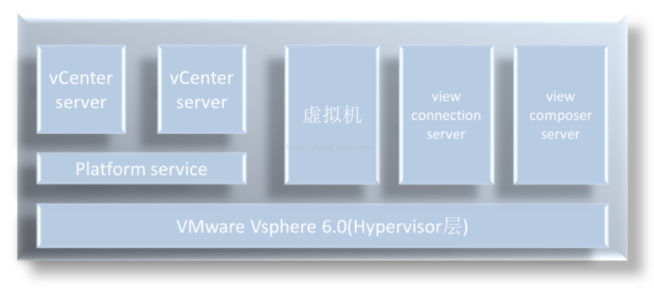 vCenter
server
vCenter
server
虚拟机
view
connection
server
view
composer
server
Platform service
VMware Vsphere 6.0(Hypervisor层)